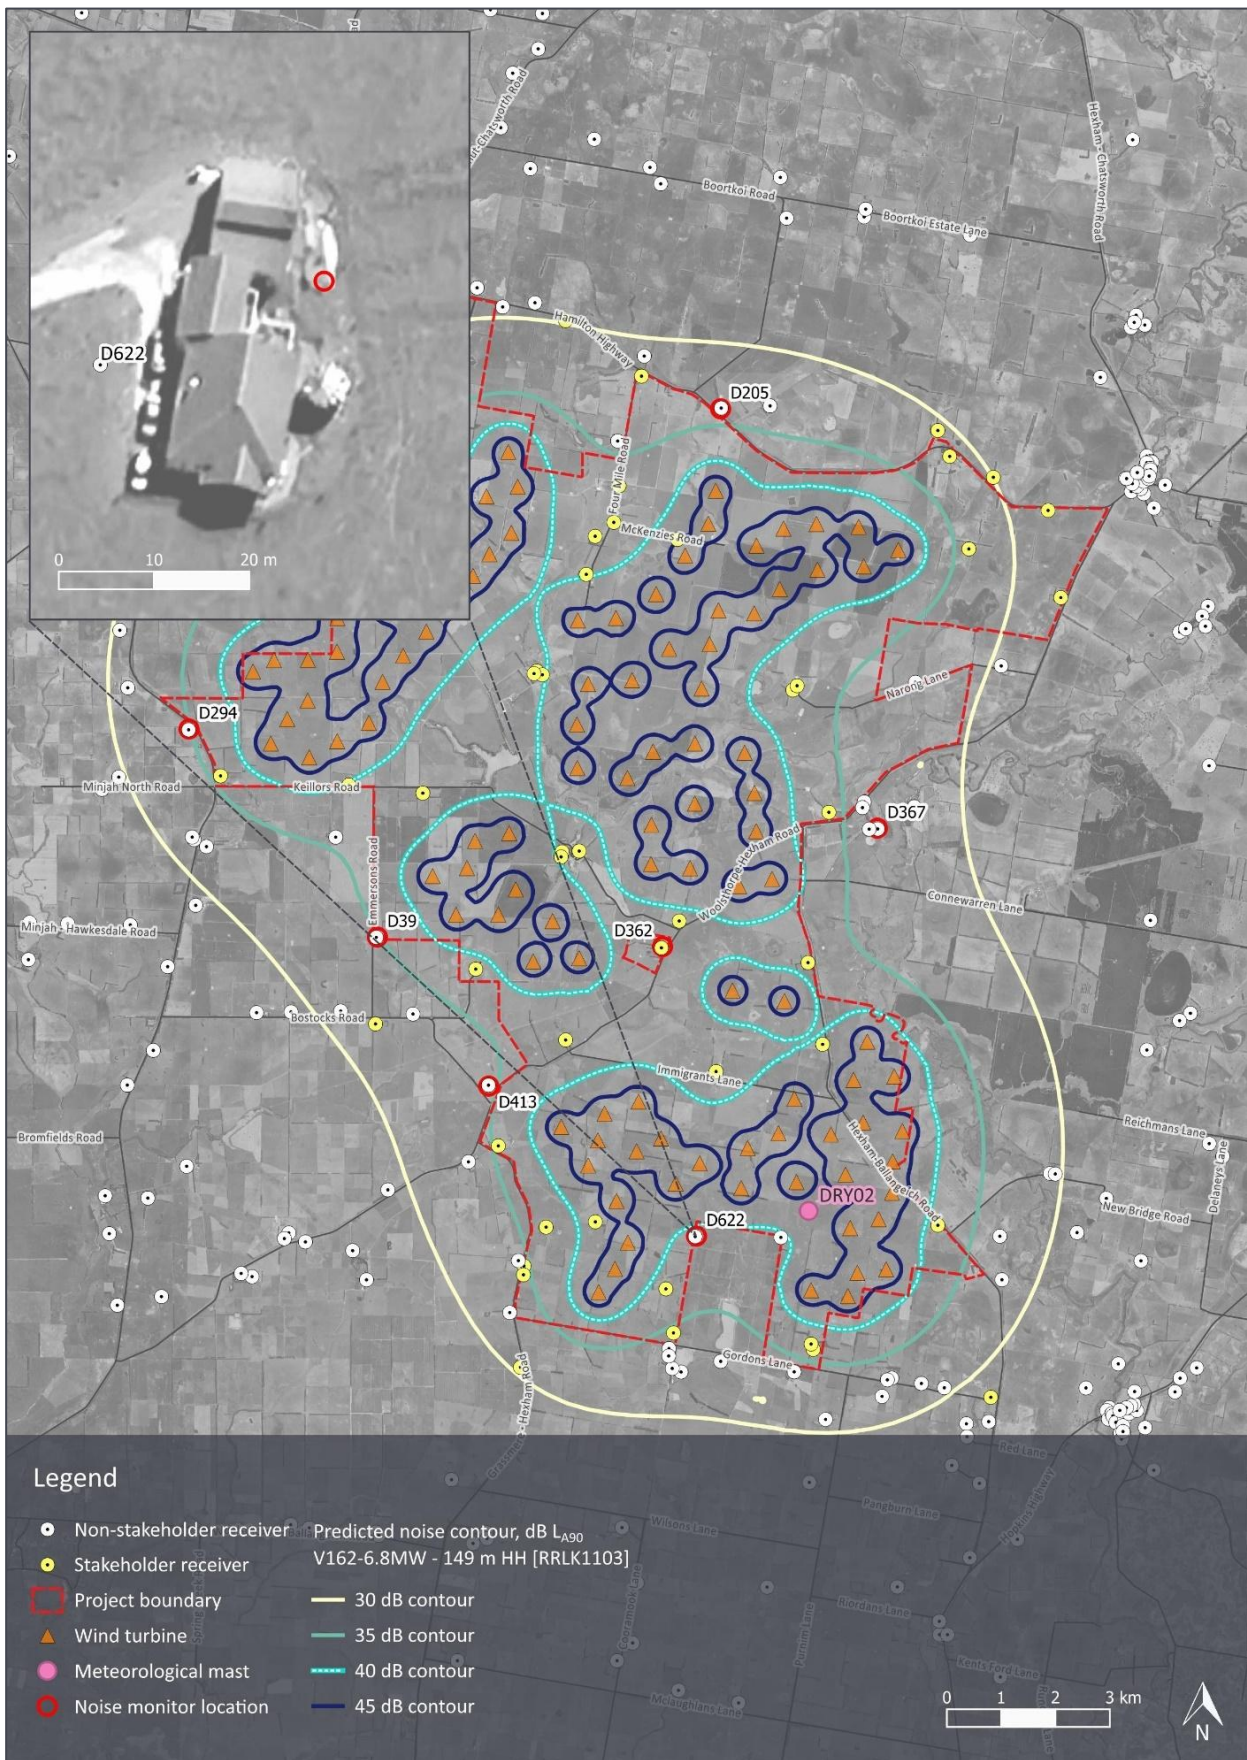 Hexham - Chatsworth Road
Boortkoi Road
Boortkoi Estate Lane
D622
0 10 20 m
Hamilton Highway
D205
Four Mile Road
McKenzies Road
Narong Lane
D294
Minjah North Road
Keillors Road
D367
Woolsthorpe-Hexham Road
Connewarren Lane
Emmersons Road
D39
D362
Minjah - Hawkesdale Road
Bostocks Road
Immigrants Lane
D413
Reichmans Lane
Bromfields Road
Hexham-Ballangeich Road
Delaneys Lane
DRY02
New Bridge Road
D622
Gordons Lane
Legend
Non-stakeholder receiver
Stakeholder receiver
Project boundary
Wind turbine
Meteorological mast
Noise monitor location
Predicted noise contour, dB LA90
V162-6.8MW - 149 m HH [RRLK1103]
30 dB contour
35 dB contour
40 dB contour
45 dB contour
Red Lane
Hopkins Highway
Pangburn Lane
Wilsons Lane
Riordans Lane
Cooramook Lane
Purnim Lane
Kents Ford Lane
Mclaughlans Lane
0 1 2 3 km
N